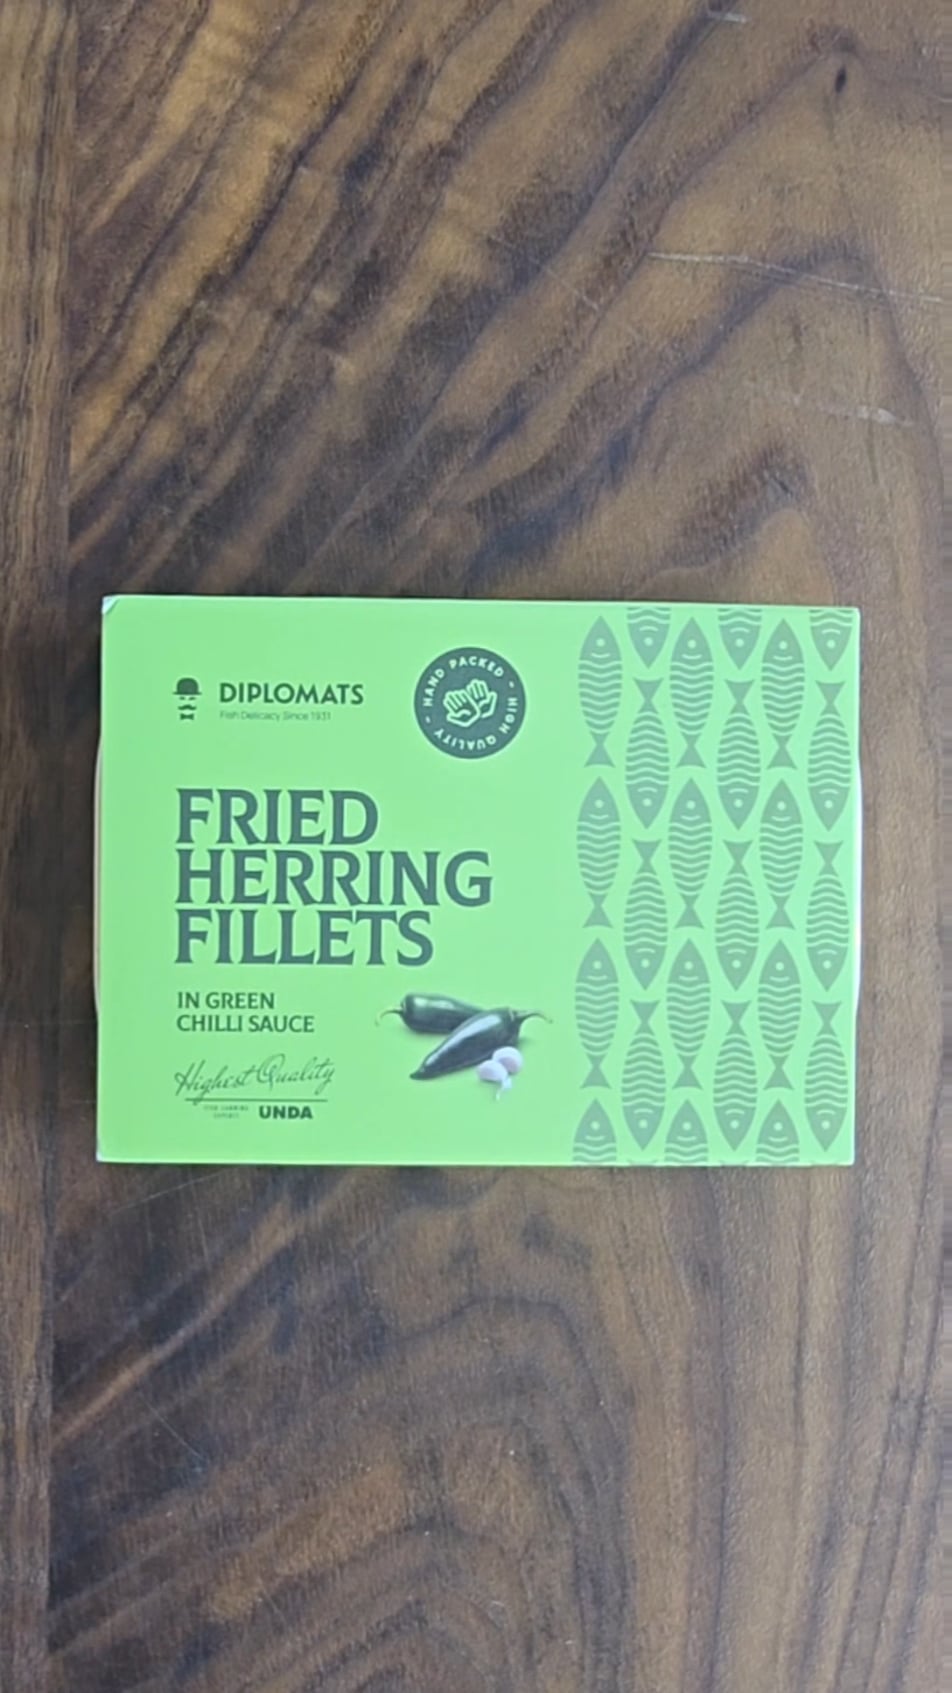 DIPLOMATS
Fish Delicacy Since 1931
HAND PACKED - HIGH QUALITY -
FRIED
HERRING
FILLETS
IN GREEN
CHILLI SAUCE
Highest Quality
UNDA